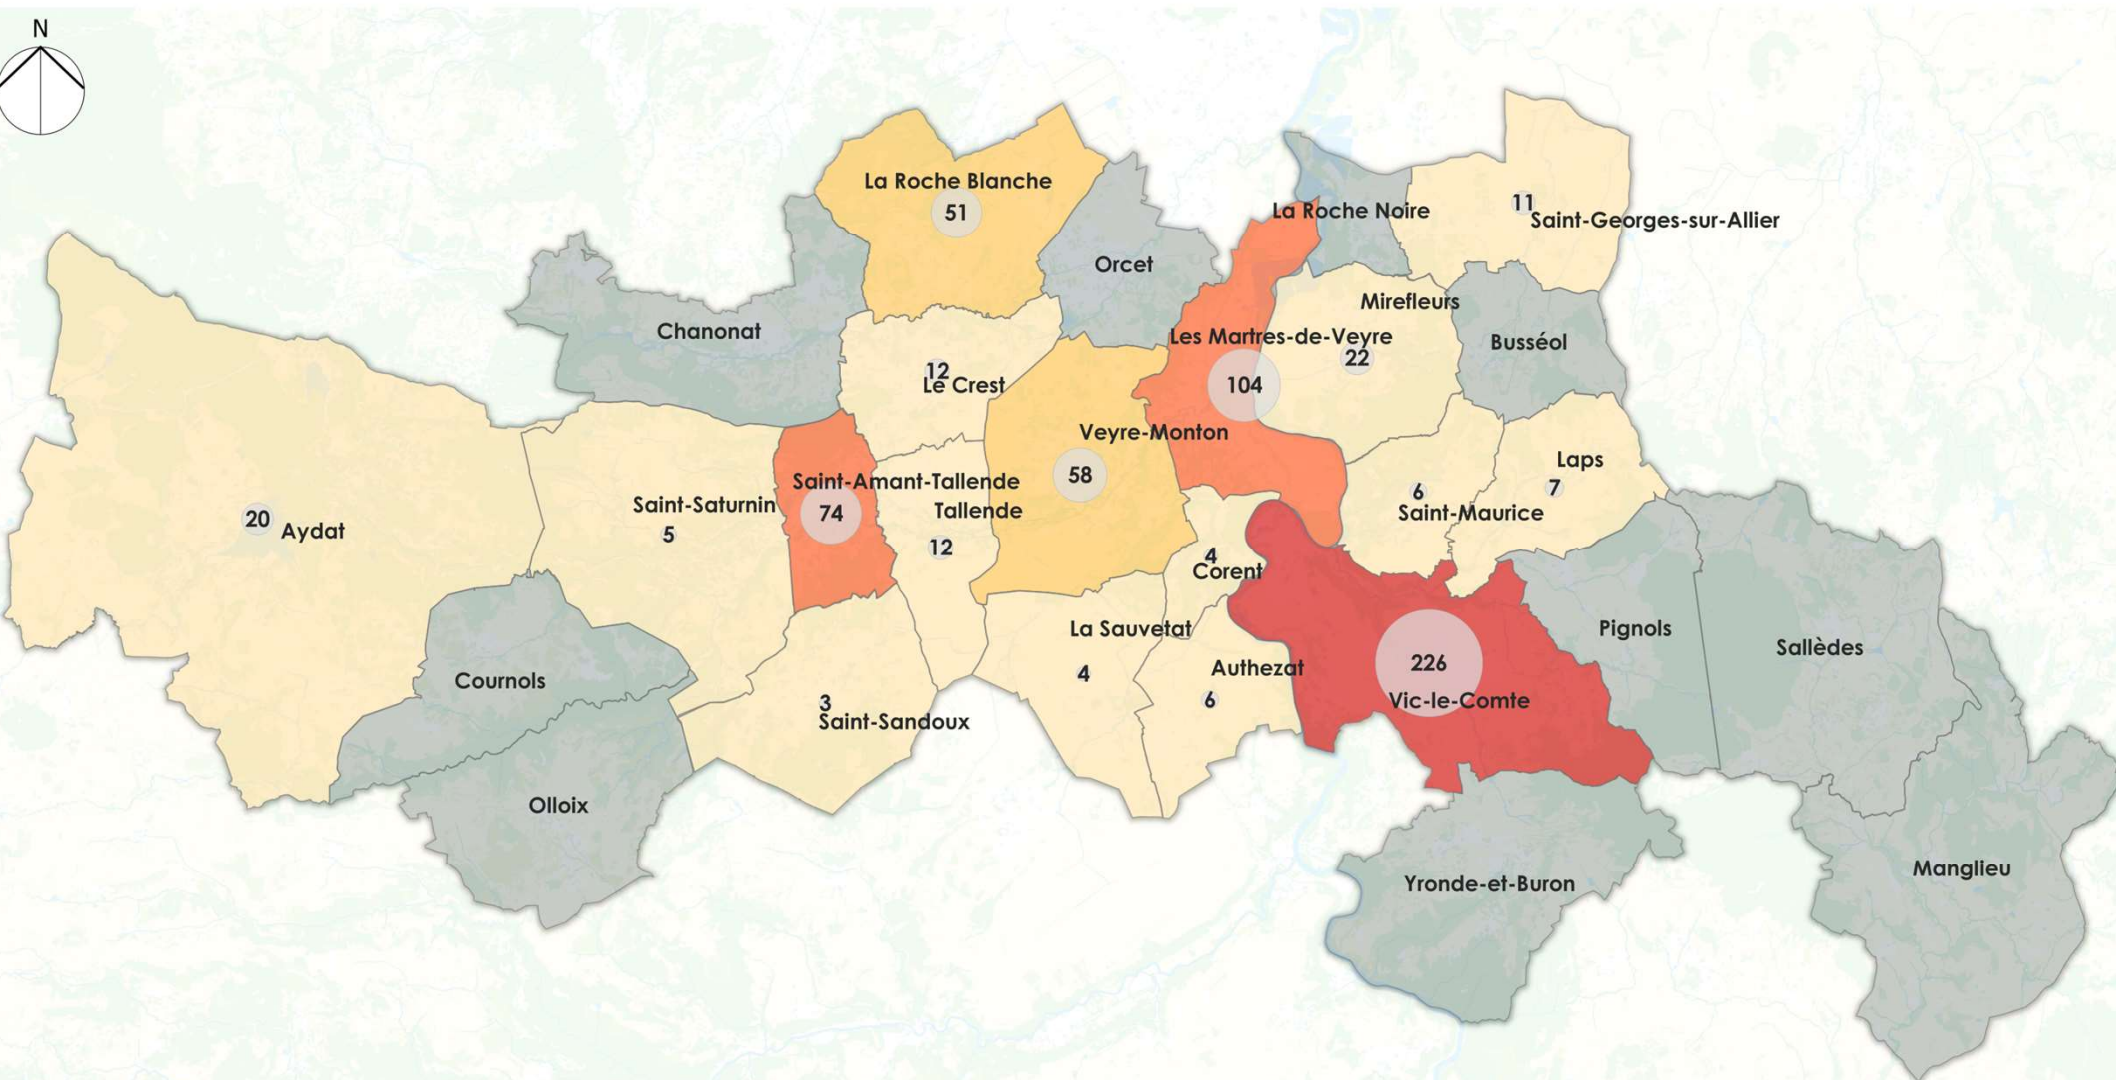 N
La Roche Blanche
51
La Roche Noire
11
Saint-Georges-sur-Allier
Orcet
Mirefleurs
Chanonat
Les Martres-de-Veyre
22
Busséol
12
Le Crest
104
Veyre-Monton
Laps
58
7
Saint-Amant-Tallende
74
Tallende
12
Saint-Saturnin
5
6
Saint-Maurice
20
Aydat
4
Corent
La Sauvetat
4
Authezat
6
226
Vic-le-Comte
Pignols
Sallèdes
Cournols
3
Saint-Sandoux
Olloix
Yronde-et-Buron
Manglieu